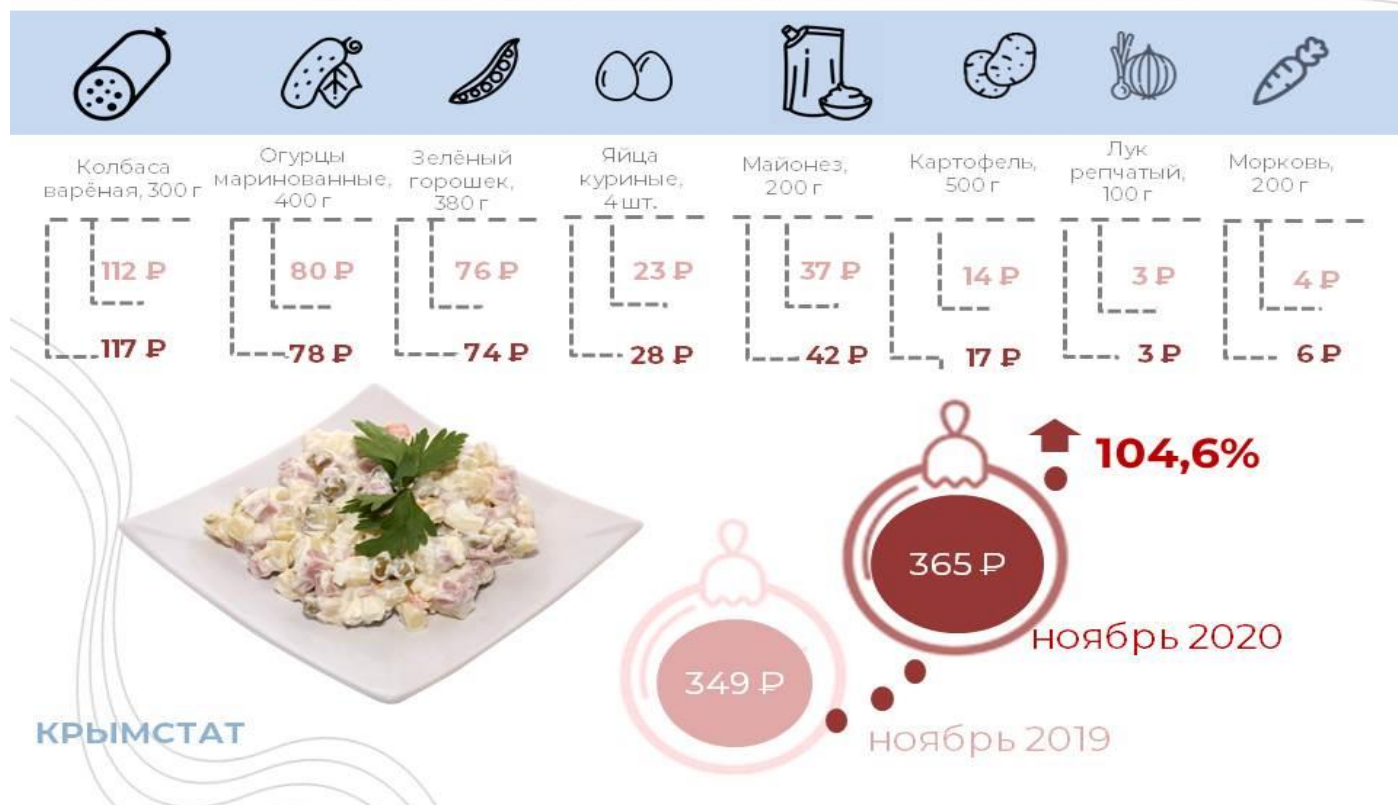 Колбаса
варёная, 300 г
Огурцы
маринованные,
400 г
Зелёный
горошек,
380 г
Яйца
куриные,
4 шт.
Майонез,
200 г
Картофель,
500 г
Лук
репчатый,
100 г
Морковь,
200 г
112 ₽
80 ₽
76 ₽
23 ₽
37 ₽
14 ₽
3 ₽
4 ₽
117 ₽
78 ₽
74 ₽
28 ₽
42 ₽
17 ₽
3 ₽
6 ₽
104,6%
365 ₽
ноябрь 2020
349 ₽
ноябрь 2019
КРЫМСТАТ